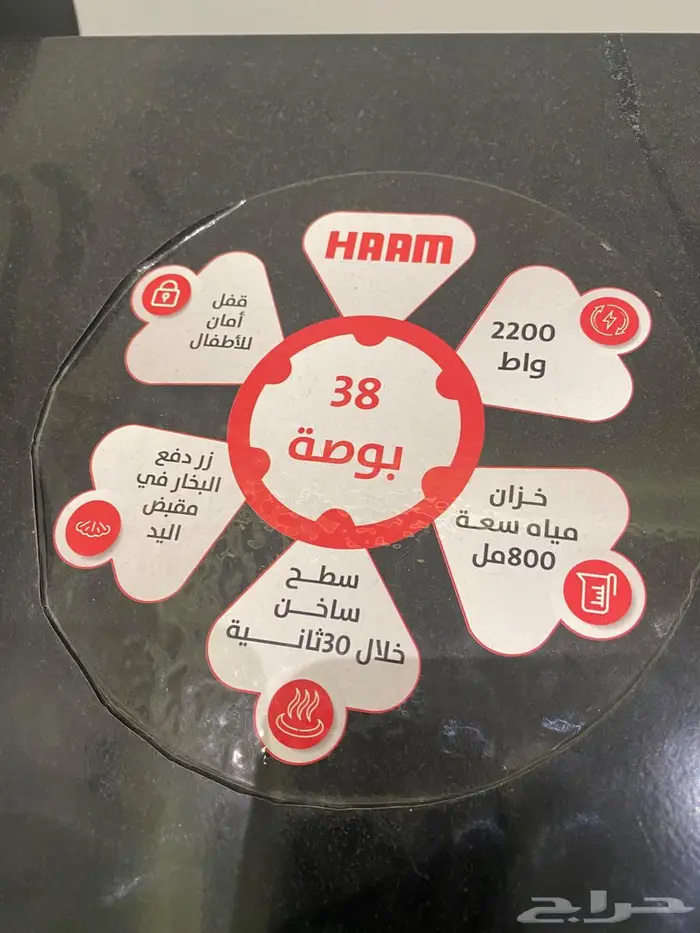 HAAM
2200
واط
خزان
مياه سعة
800مل
سطح
ساخن
خلال 30ثانية
زر دفع
البخار في
مقبض
اليد
قفل
أمان
للأطفال
38
بوصة
حراج